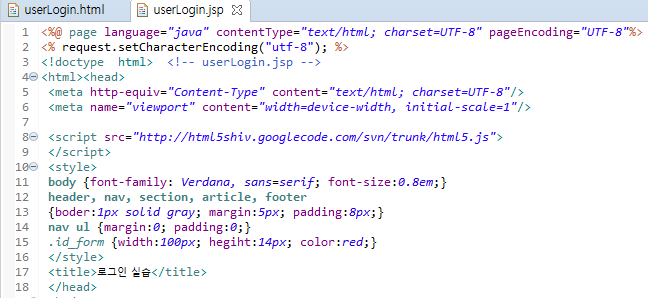 userLogin.html userLogin.jsp
1 <%@ page language="java" contentType="text/html; charset=UTF-8" pageEncoding="UTF-8"%>
2 <% request.setCharacterEncoding("utf-8"); %>
3 <!doctype  html>  <!-- userLogin.jsp -->
4 <html><head>
5 <meta http-equiv="Content-Type" content="text/html; charset=UTF-8"/>
6 <meta name="viewport" content="width=device-width, initial-scale=1"/>
7
8 <script src="http://html5shiv.googlecode.com/svn/trunk/html5.js">
9 </script>
10 <style>
11 body {font-family: Verdana, sans=serif; font-size:0.8em;}
12 header, nav, section, article, footer
13 {boder:1px solid gray; margin:5px; padding:8px;}
14 nav ul {margin:0; padding:0;}
15 .id_form {width:100px; hegiht:14px; color:red;}
16 </style>
17 <title>로그인 실습</title>
18 </head>